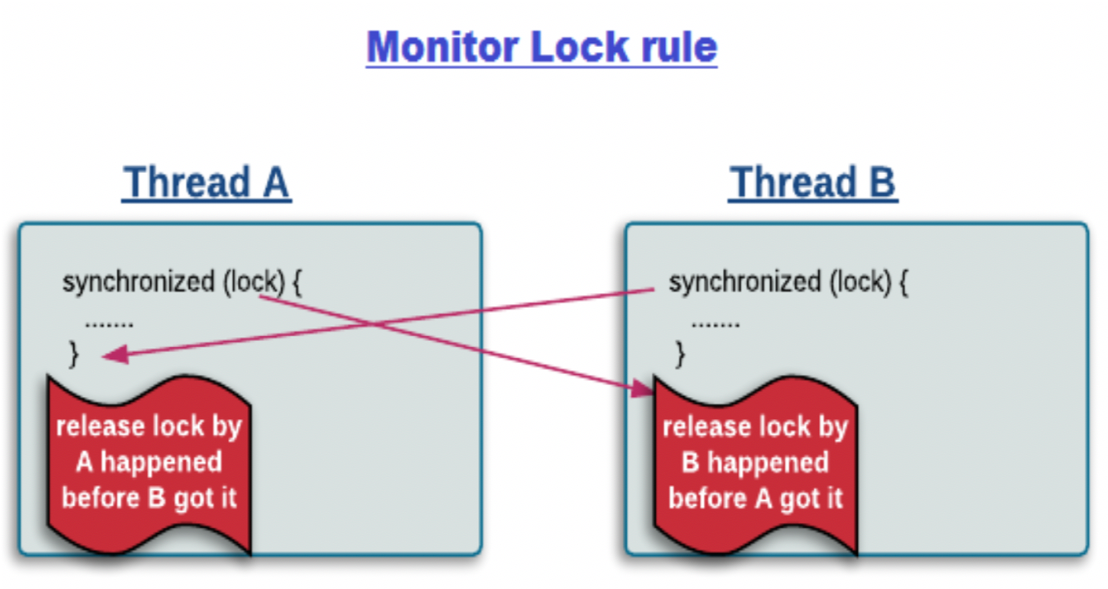 Monitor Lock rule
Thread A
synchronized (lock) {
.......
}
release lock by
A happened
before B got it
Thread B
synchronized (lock) {
.......
}
release lock by
B happened
before A got it